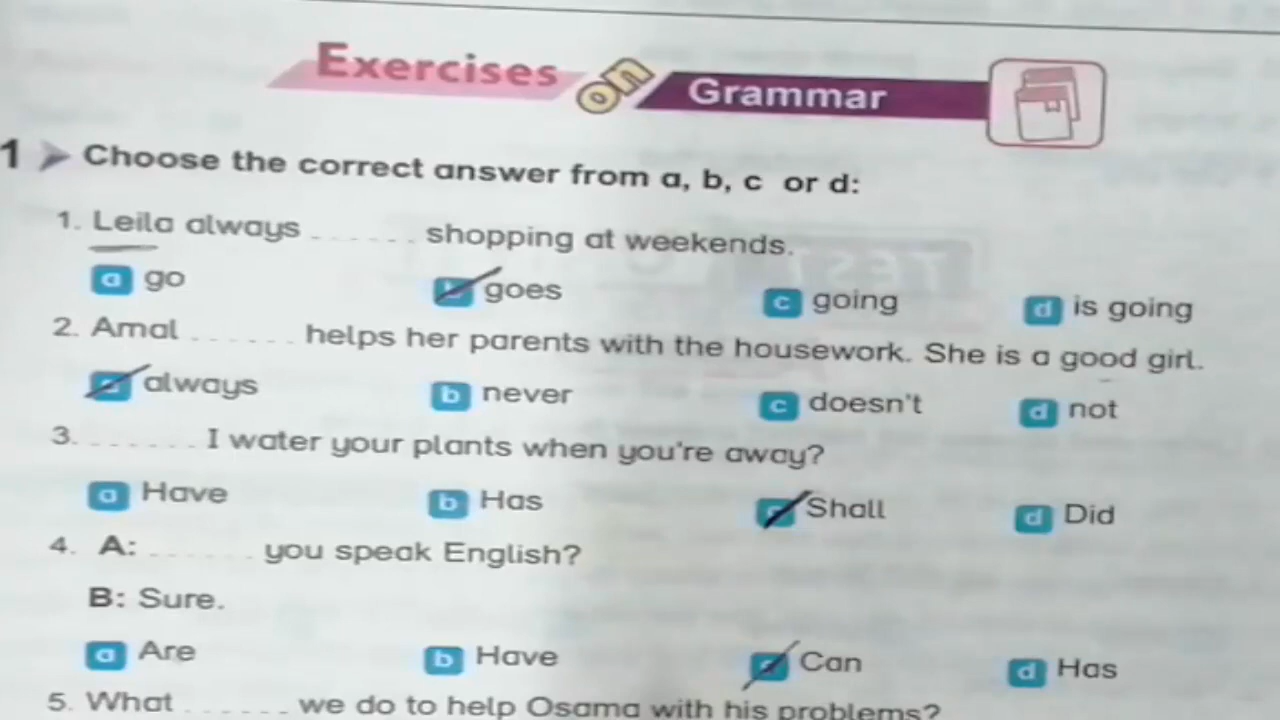 Exercises on Grammar
1 Choose the correct answer from a, b, c or d:
1. Leila always ....... shopping at weekends.
a go b goes c going d is going
2. Amal ....... helps her parents with the housework. She is a good girl.
a always b never c doesn't d not
3. ....... I water your plants when you're away?
a Have b Has c Shall d Did
4. A: ....... you speak English?
B: Sure.
a Are b Have c Can d Has
5. What ....... we do to help Osama with his problems?